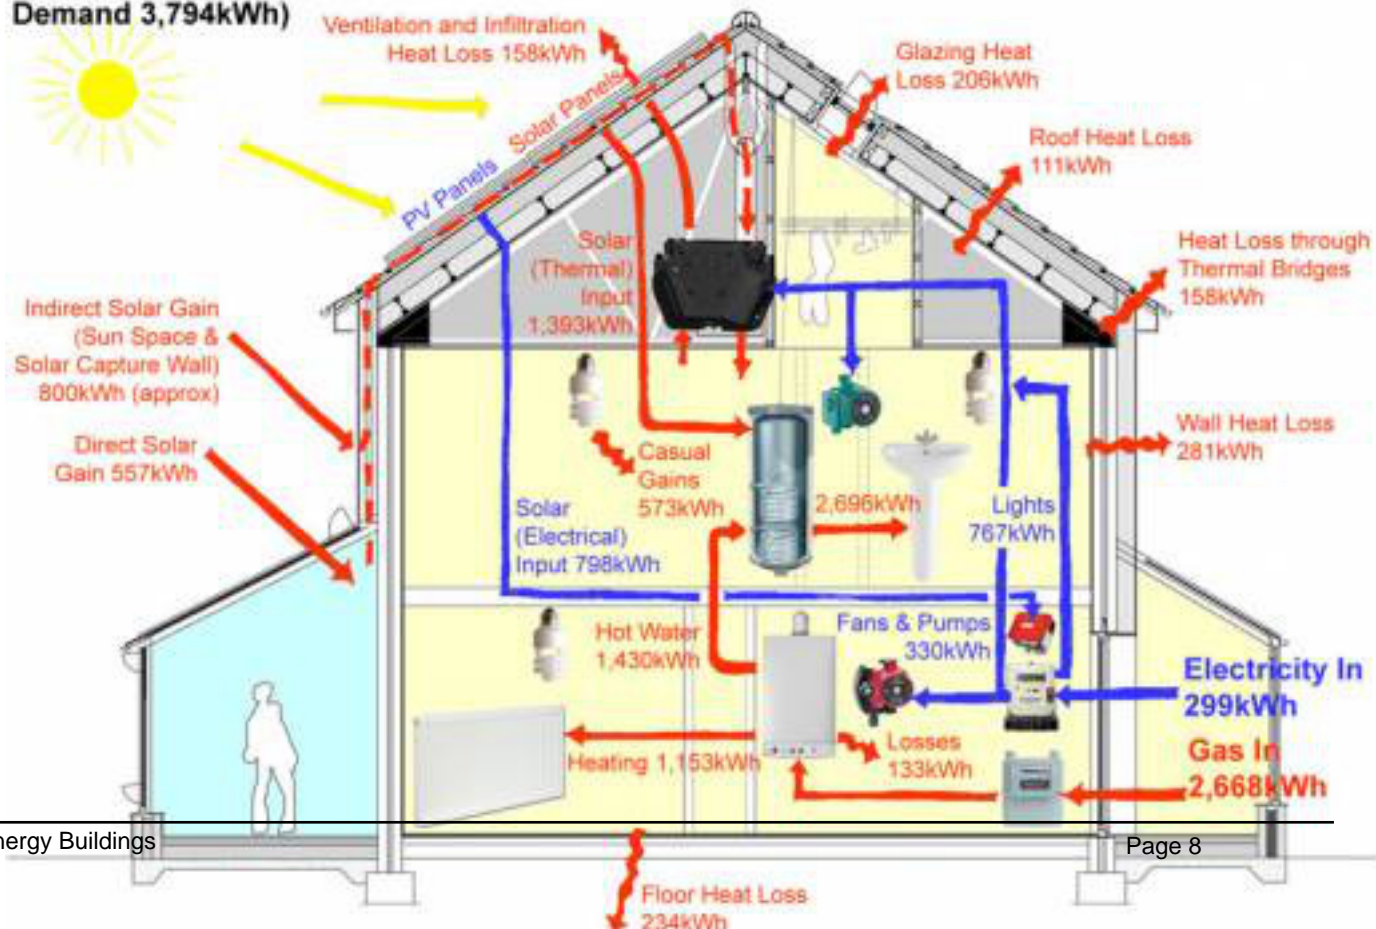 Demand 3,794kWh)
Ventilation and Infiltration
Heat Loss 158kWh
Glazing Heat
Loss 206kWh
Solar Panels
PV Panels
Roof Heat Loss
111kWh
Solar
(Thermal)
Input
1,393kWh
Heat Loss through
Thermal Bridges
158kWh
Indirect Solar Gain
(Sun Space &
Solar Capture Wall)
800kWh (approx)
Direct Solar
Gain 557kWh
Casual
Gains
573kWh
Wall Heat Loss
281kWh
2,696kWh
Lights
767kWh
Solar
(Electrical)
Input 798kWh
Hot Water
1,430kWh
Fans & Pumps
330kWh
Electricity In
299kWh
Heating 1,153kWh
Losses
133kWh
Gas In
2,668kWh
nergy Buildings
Page 8
Floor Heat Loss
234kWh